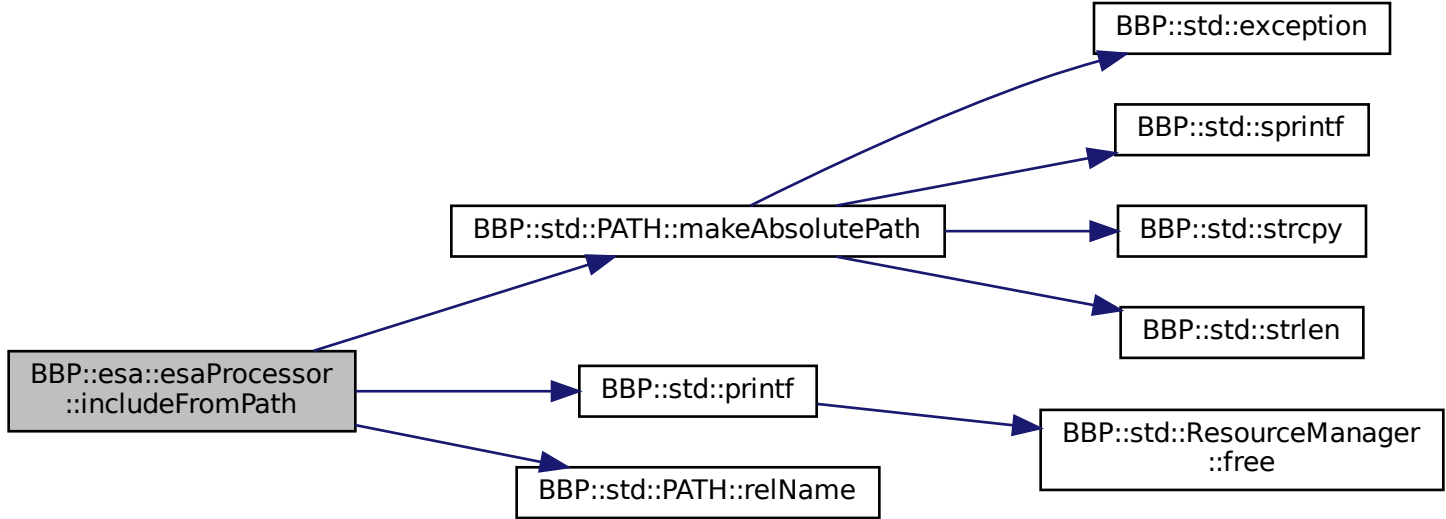 BBP::std::exception
BBP::std::sprintf
BBP::std::PATH::makeAbsolutePath
BBP::std::strcpy
BBP::std::strlen
BBP::esa::esaProcessor
::includeFromPath
BBP::std::printf
BBP::std::ResourceManager
::free
BBP::std::PATH::relName